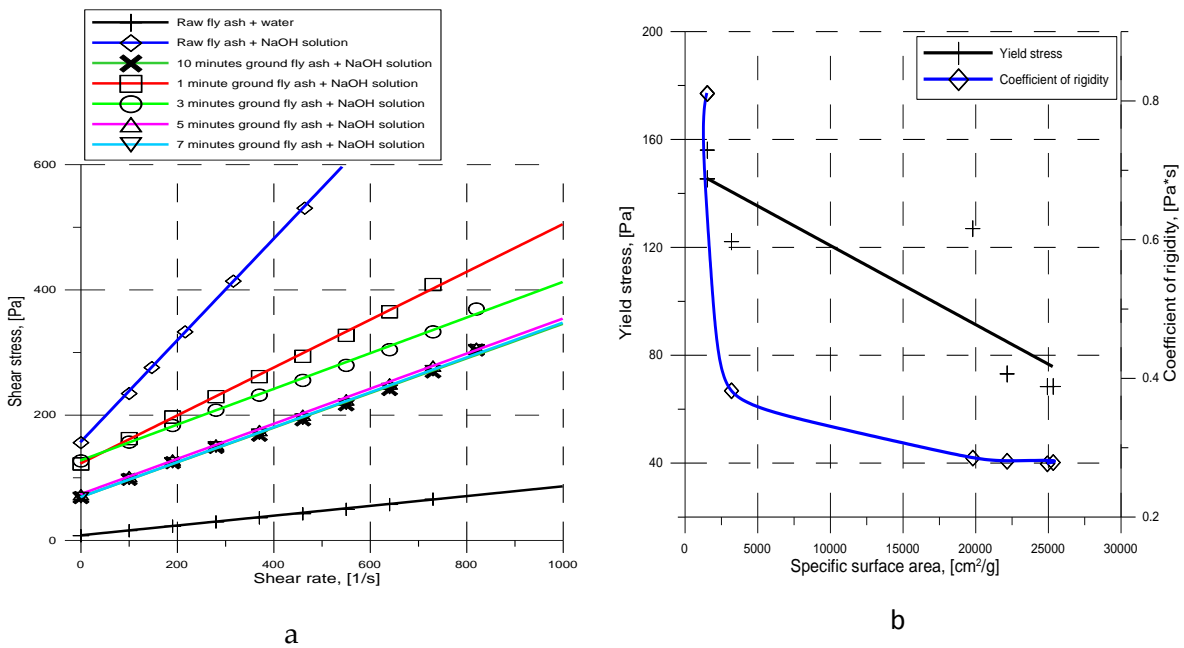 Raw fly ash + water
Raw fly ash + NaOH solution
10 minutes ground fly ash + NaOH solution
1 minute ground fly ash + NaOH solution
3 minutes ground fly ash + NaOH solution
5 minutes ground fly ash + NaOH solution
7 minutes ground fly ash + NaOH solution
600
400
200
0
Shear stress, [Pa]
0 200 400 600 800 1000
Shear rate, [1/s]
a
200
160
120
80
40
Yield stress, [Pa]
Yield stress
Coefficient of rigidity
0.8
0.6
0.4
0.2
Coefficient of rigidity, [Pa*s]
0 5000 10000 15000 20000 25000 30000
Specific surface area, [cm²/g]
b